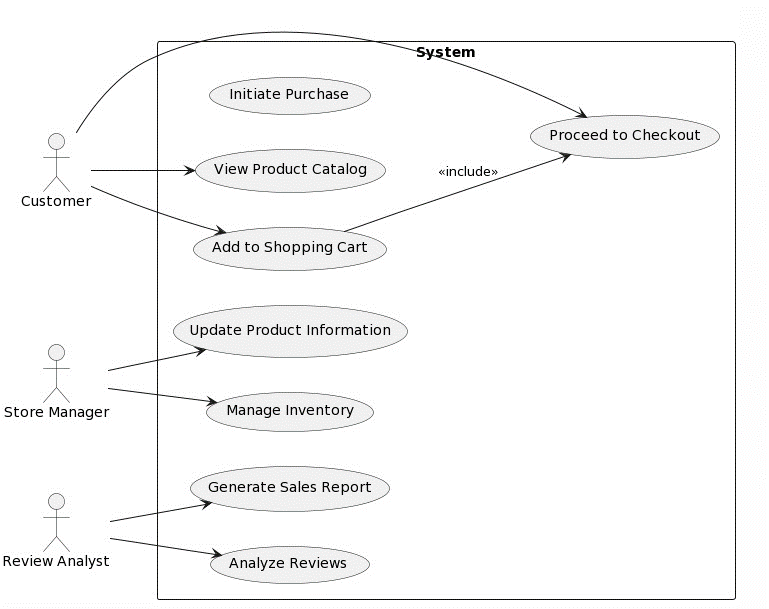 System
Initiate Purchase
Proceed to Checkout
View Product Catalog
«include»
Customer
Add to Shopping Cart
Update Product Information
Store Manager
Manage Inventory
Generate Sales Report
Review Analyst
Analyze Reviews